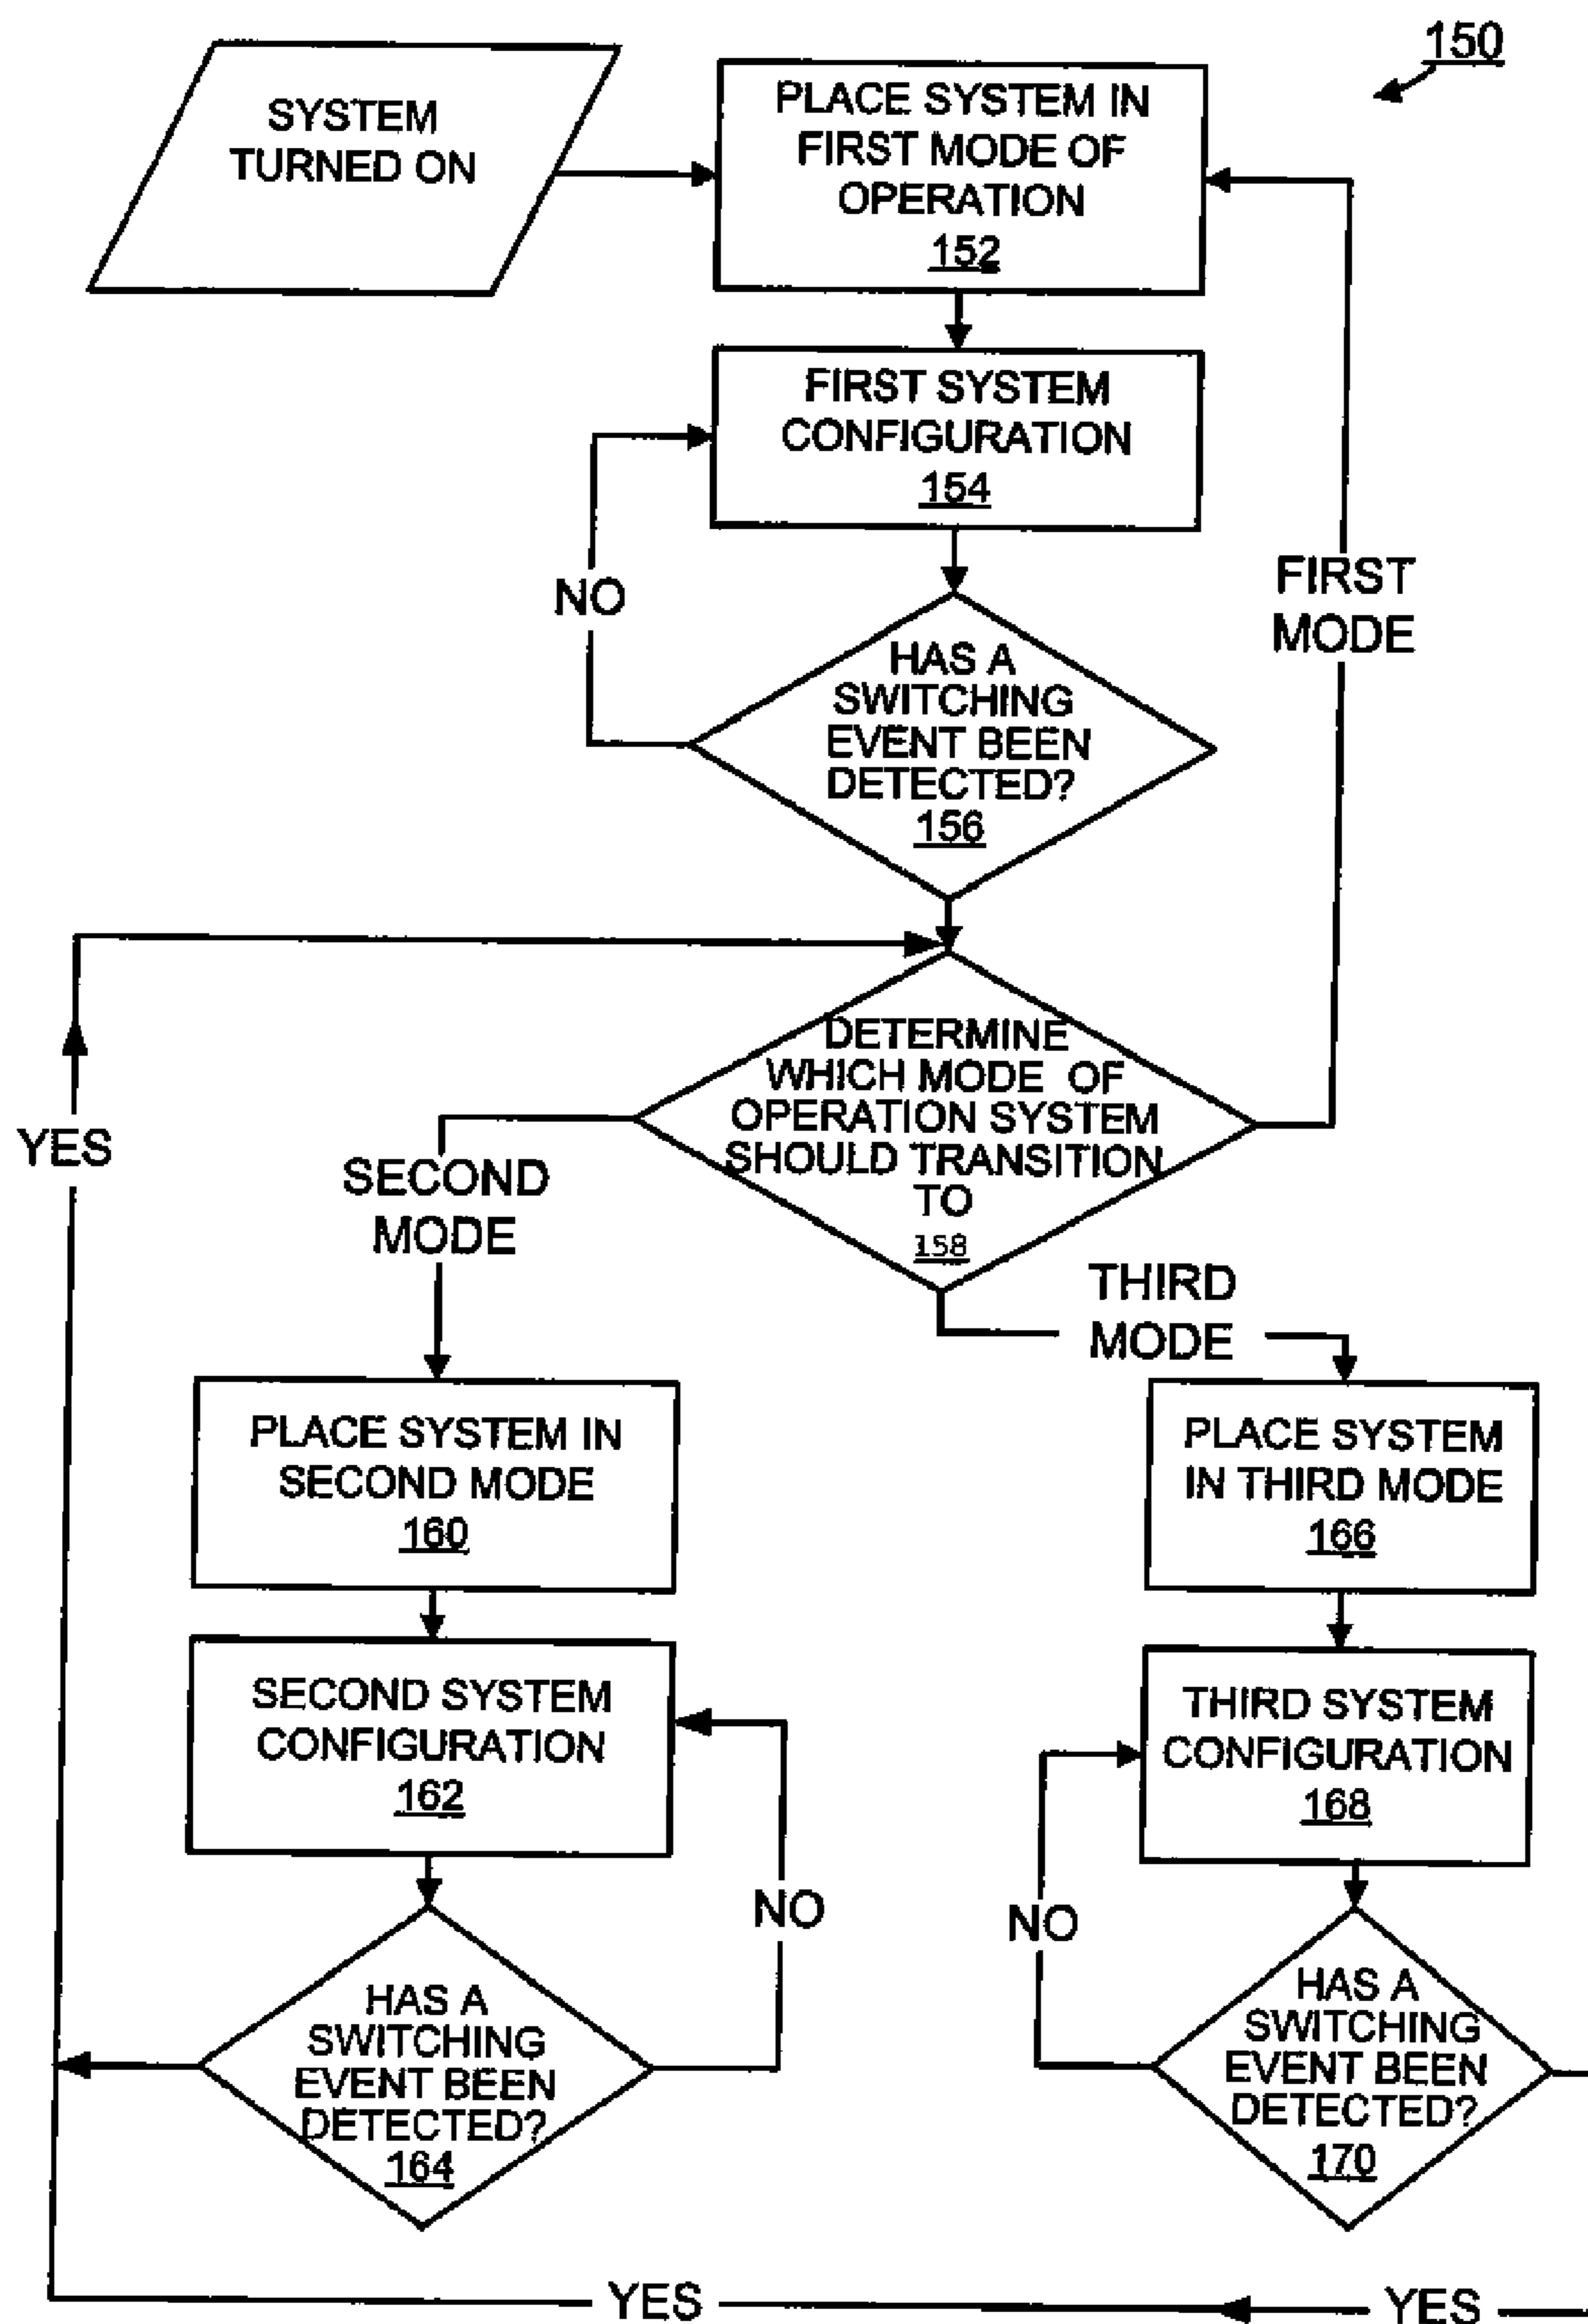 150
SYSTEM
TURNED ON
PLACE SYSTEM IN
FIRST MODE OF
OPERATION
152
FIRST SYSTEM
CONFIGURATION
154
NO
FIRST
MODE
HAS A
SWITCHING
EVENT BEEN
DETECTED?
156
DETERMINE
WHICH MODE OF
OPERATION SYSTEM
SHOULD TRANSITION
TO
158
YES
SECOND
MODE
THIRD
MODE
PLACE SYSTEM IN
SECOND MODE
160
PLACE SYSTEM
IN THIRD MODE
166
SECOND SYSTEM
CONFIGURATION
162
THIRD SYSTEM
CONFIGURATION
168
NO
NO
HAS A
SWITCHING
EVENT BEEN
DETECTED?
164
HAS A
SWITCHING
EVENT BEEN
DETECTED?
170
YES
YES